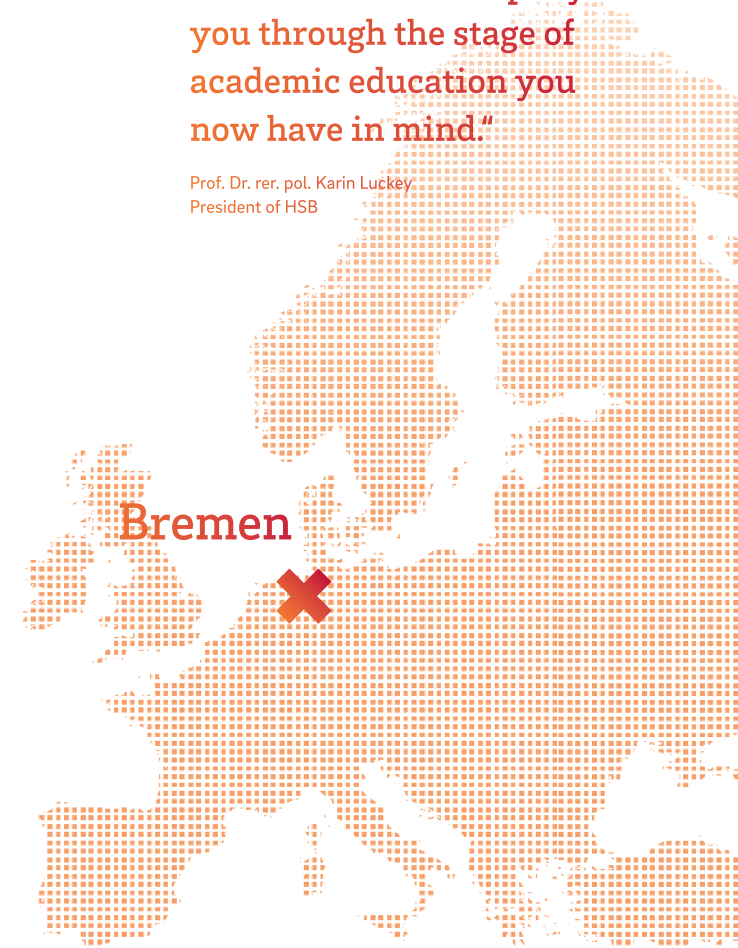 you through the stage of
academic education you
now have in mind.“
Prof. Dr. rer. pol. Karin Luckey
President of HSB
Bremen